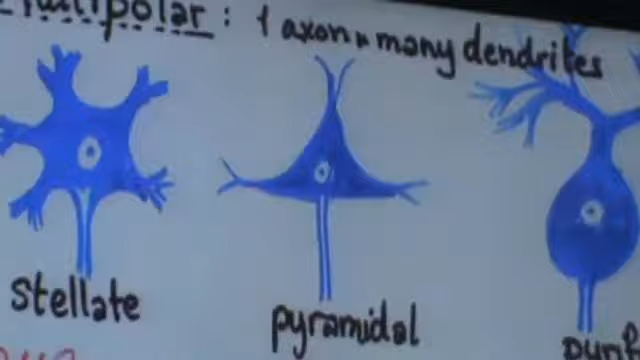 Multipolar: 1 axon, many dendrites
stellate
pyramidal